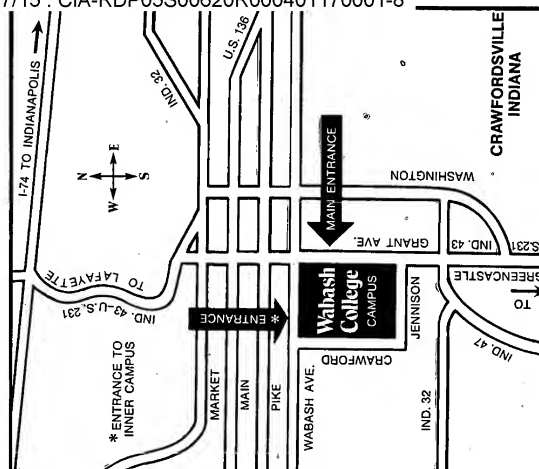 7/15 : CIA-RDP05S00620R000401170001-8
I-74 TO INDIANAPOLIS
IND. 32
U.S. 136
CRAWFORDSVILLE
INDIANA
N
E
S
W
WASHINGTON
MAIN ENTRANCE
TO LAFAYETTE
IND. 43-U.S. 231
GRANT AVE.
IND. 43
S.231
GREENCASTLE
TO
* ENTRANCE
Wabash
College
CAMPUS
JENNISON
CRAWFORD
IND. 47
* ENTRANCE TO
INNER CAMPUS
MARKET
MAIN
PIKE
WABASH AVE.
IND. 32